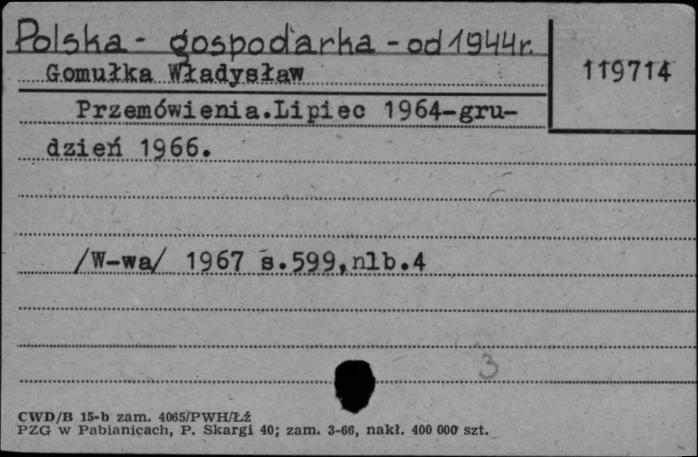 Polska - gospodarka - od 1944r.
119714
Gomułka Władysław
Przemówienia.Lipiec 1964-gru-
dzień 1966.
/W-wa/ 1967 s.599,nlb.4
3
CWD/B 15-b zam. 4065/PWH/Łź
PZG w Pabianicach, P. Skargi 40; zam. 3-66, nakł. 400 000 szt.